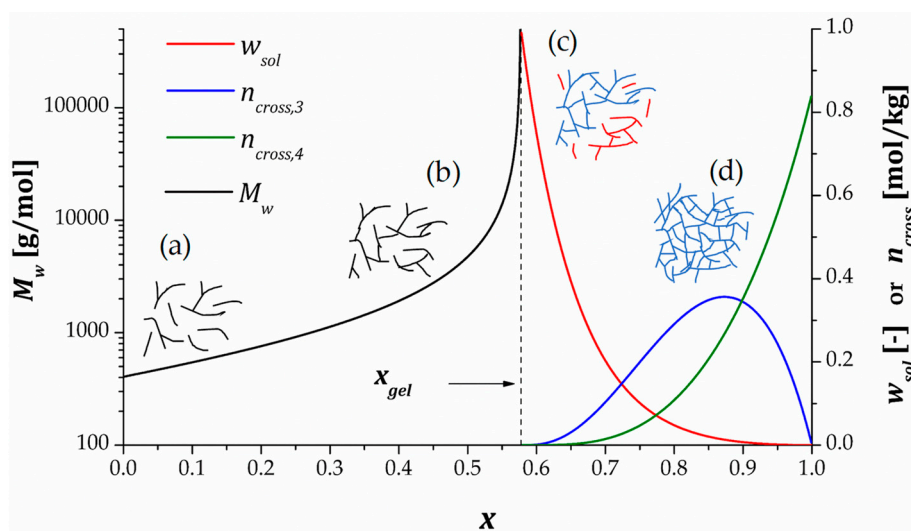 w_sol
n_cross,3
n_cross,4
M_w
(a)
(b)
(c)
(d)
x_gel
M_w [g/mol]
100000
10000
1000
100
0.0 0.1 0.2 0.3 0.4 0.5 0.6 0.7 0.8 0.9 1.0
x
1.0
0.8
0.6
0.4
0.2
0.0
w_sol [-] or n_cross [mol/kg]